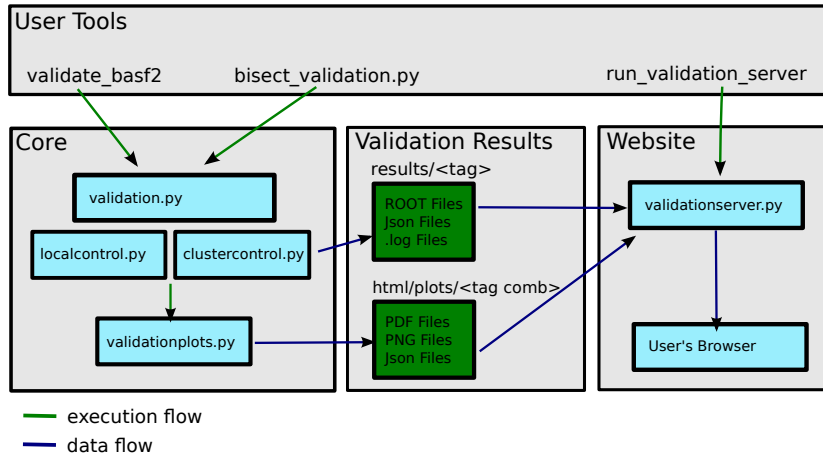 User Tools
validate_basf2
bisect_validation.py
run_validation_server
Core
validation.py
localcontrol.py
clustercontrol.py
validationplots.py
Validation Results
results/<tag>
ROOT Files
Json Files
.log Files
html/plots/<tag comb>
PDF Files
PNG Files
Json Files
Website
validationserver.py
User's Browser
execution flow
data flow